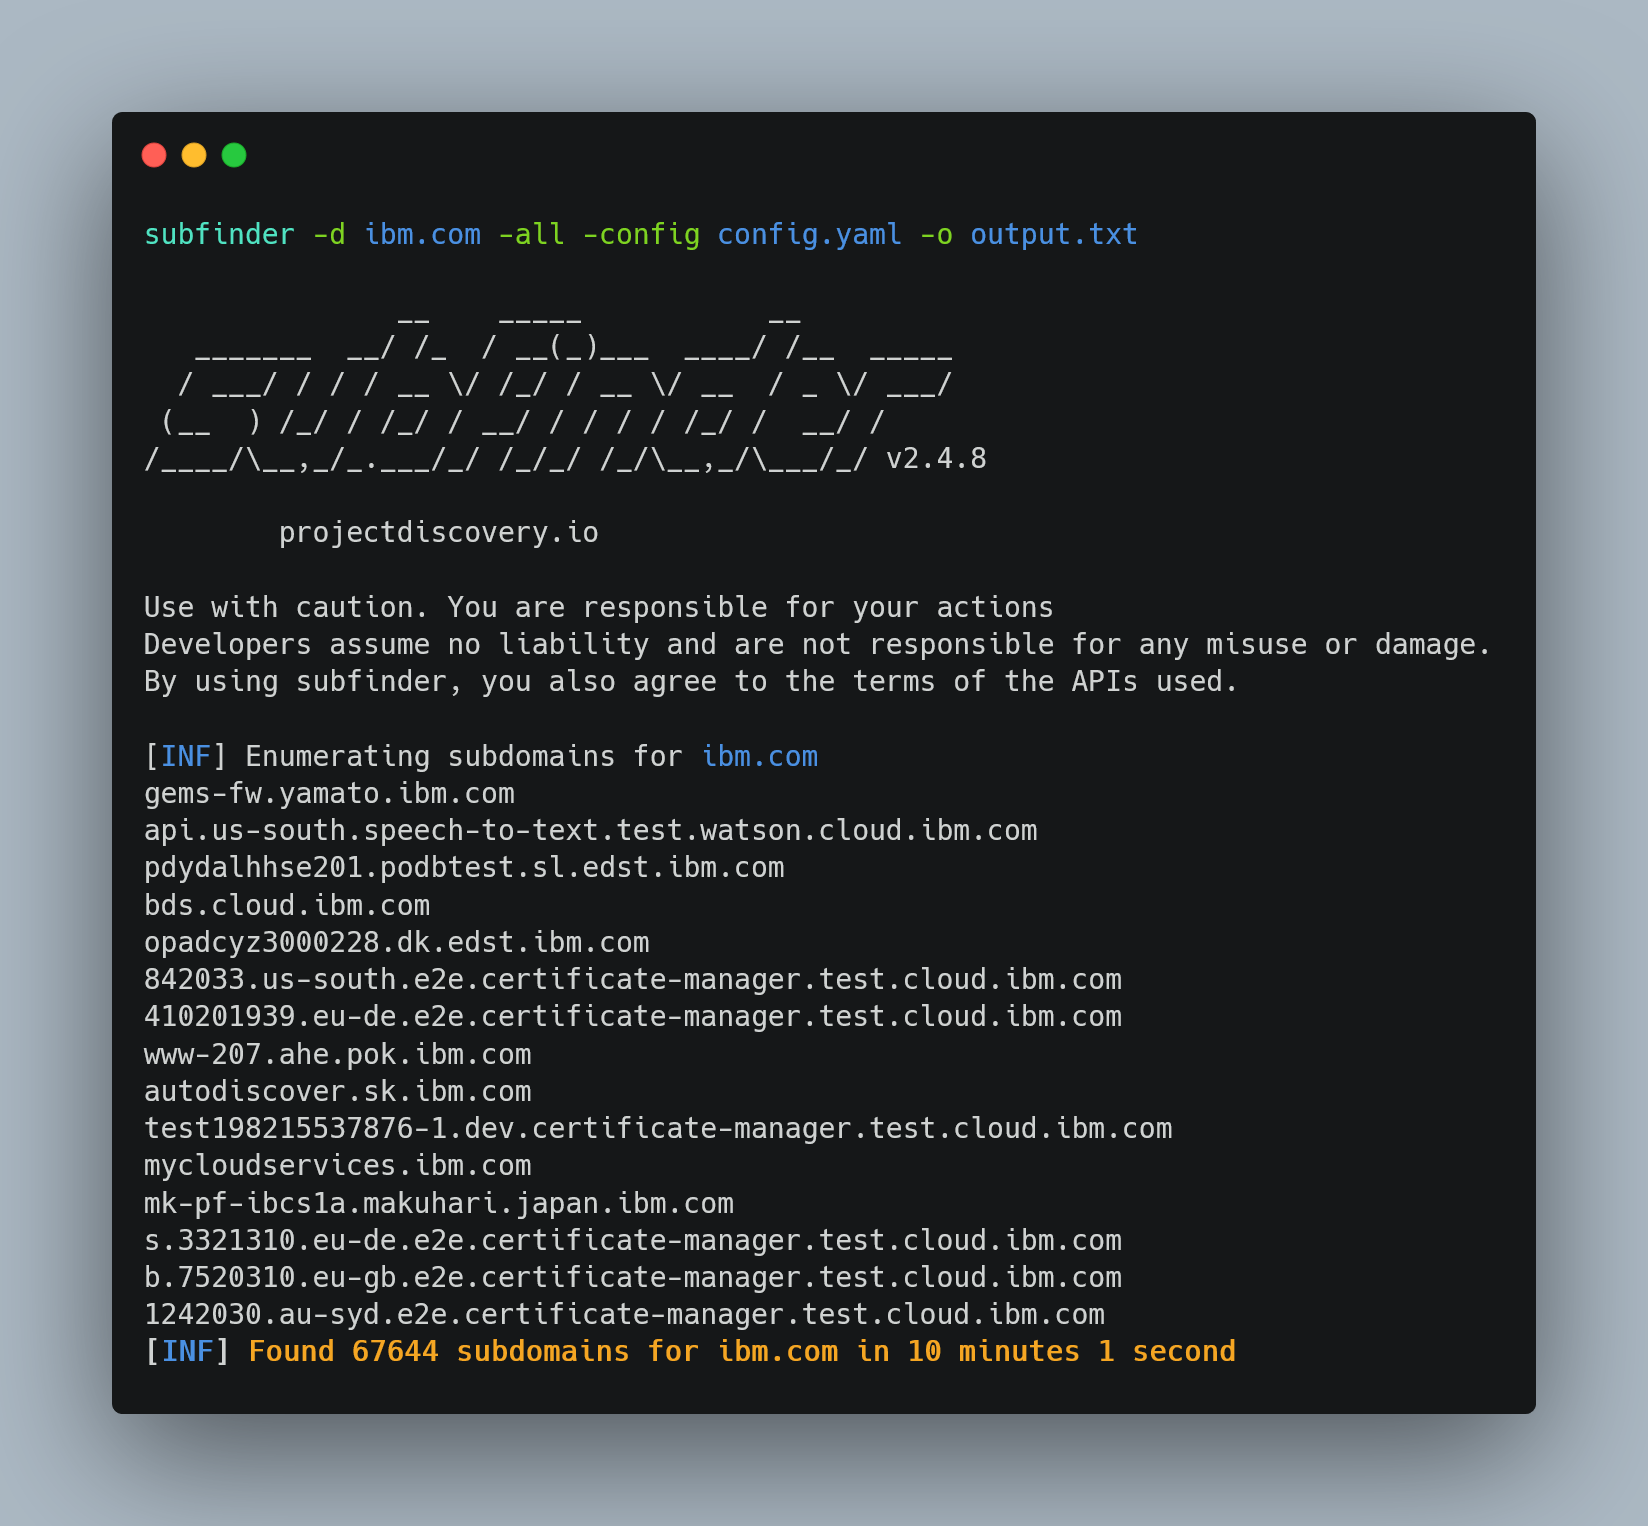 subfinder -d ibm.com -all -config config.yaml -o output.txt
               __    _____           __
   _______  __/ /_  / __(_)___  ____/ /__  _____
  / ___/ / / / __ \/ /_/ / __ \/ __  / _ \/ ___/
 (__  ) /_/ / /_/ / __/ / / / / /_/ /  __/ /
/____/\__,_/_.___/_/ /_/_/ /_/\__,_/\___/_/ v2.4.8
projectdiscovery.io
Use with caution. You are responsible for your actions
Developers assume no liability and are not responsible for any misuse or damage.
By using subfinder, you also agree to the terms of the APIs used.
[INF] Enumerating subdomains for ibm.com
gems-fw.yamato.ibm.com
api.us-south.speech-to-text.test.watson.cloud.ibm.com
pdydalhhse201.podbtest.sl.edst.ibm.com
bds.cloud.ibm.com
opadcyz3000228.dk.edst.ibm.com
842033.us-south.e2e.certificate-manager.test.cloud.ibm.com
410201939.eu-de.e2e.certificate-manager.test.cloud.ibm.com
www-207.ahe.pok.ibm.com
autodiscover.sk.ibm.com
test198215537876-1.dev.certificate-manager.test.cloud.ibm.com
mycloudservices.ibm.com
mk-pf-ibcs1a.makuhari.japan.ibm.com
s.3321310.eu-de.e2e.certificate-manager.test.cloud.ibm.com
b.7520310.eu-gb.e2e.certificate-manager.test.cloud.ibm.com
1242030.au-syd.e2e.certificate-manager.test.cloud.ibm.com
[INF] Found 67644 subdomains for ibm.com in 10 minutes 1 second